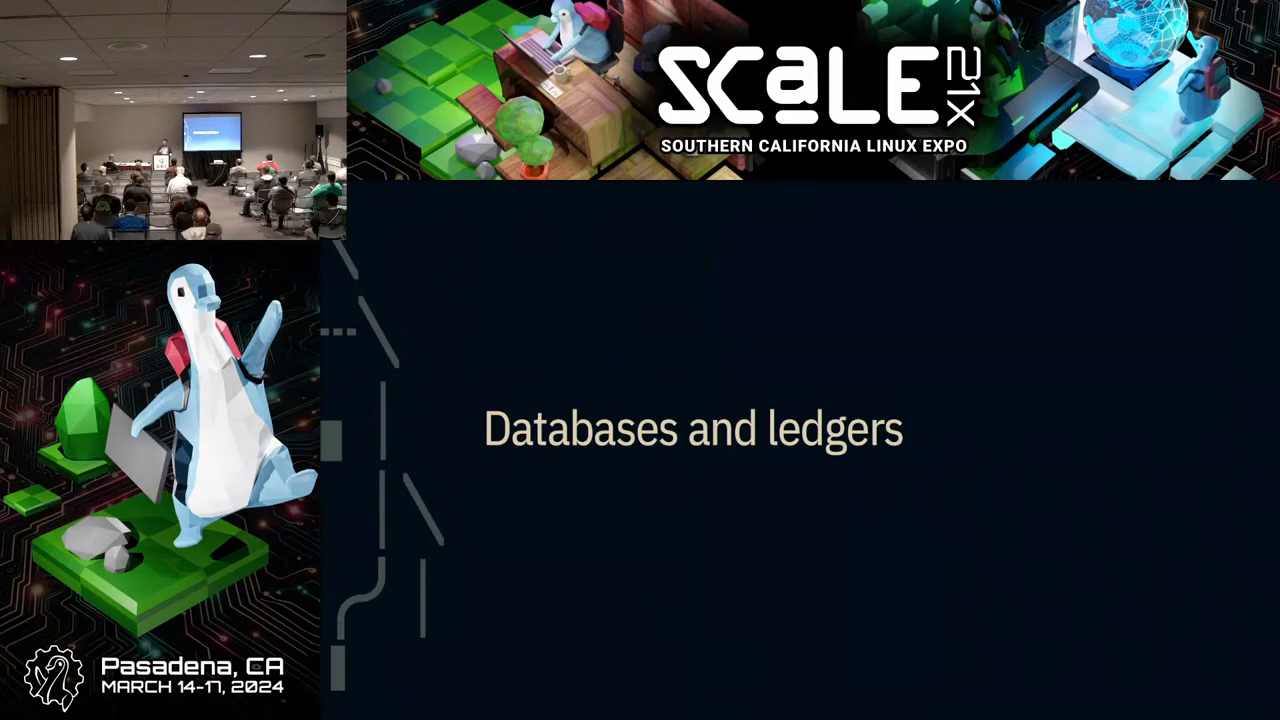 SCaLE 21X
SOUTHERN CALIFORNIA LINUX EXPO
Databases and ledgers
Pasadena, CA
MARCH 14-17, 2024